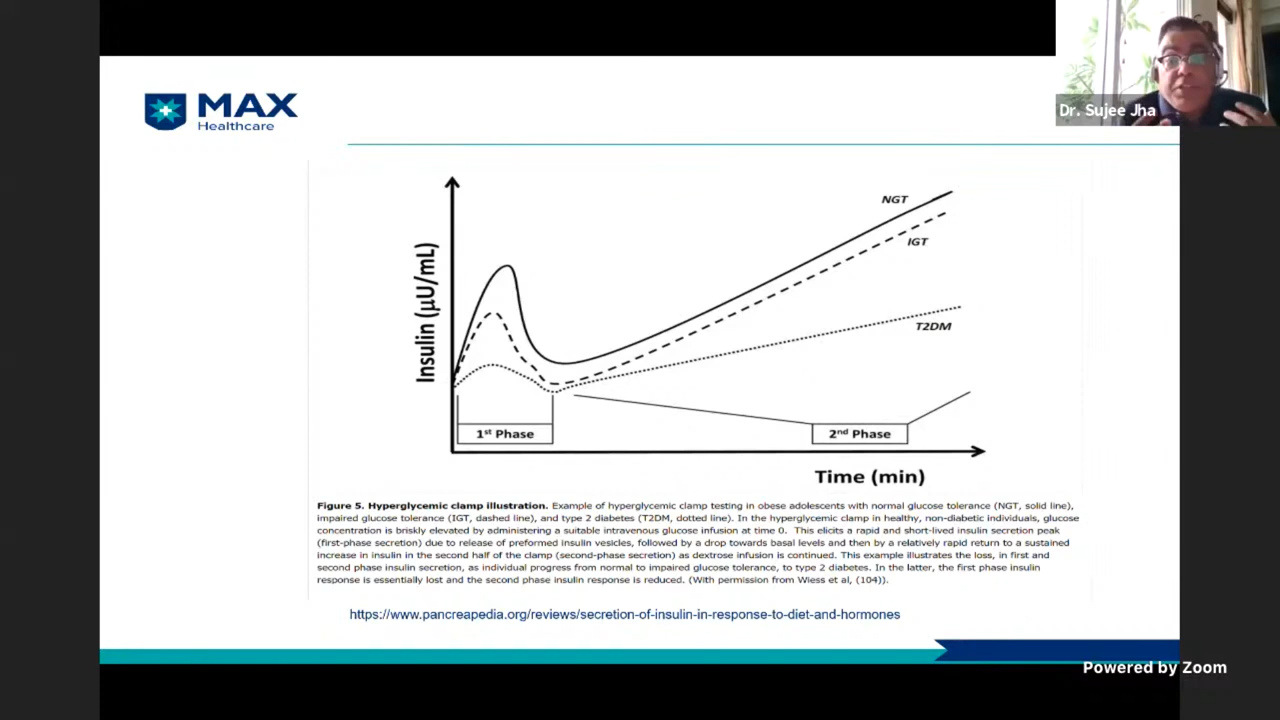 MAX
Healthcare
Dr. Sujee Jha
NGT
IGT
T2DM
Insulin (μU/mL)
1st Phase
2nd Phase
Time (min)
Figure 5. Hyperglycemic clamp illustration. Example of hyperglycemic clamp testing in obese adolescents with normal glucose tolerance (NGT, solid line),
impaired glucose tolerance (IGT, dashed line), and type 2 diabetes (T2DM, dotted line). In the hyperglycemic clamp in healthy, non-diabetic individuals, glucose
concentration is briskly elevated by administering a suitable intravenous glucose infusion at time 0. This elicits a rapid and short-lived insulin secretion peak
(first-phase secretion) due to release of preformed insulin vesicles, followed by a drop towards basal levels and then by a relatively rapid return to a sustained
increase in insulin in the second half of the clamp (second-phase secretion) as dextrose infusion is continued. This example illustrates the loss, in first and
second phase insulin secretion, as individual progress from normal to impaired glucose tolerance, to type 2 diabetes. In the latter, the first phase insulin
response is essentially lost and the second phase insulin response is reduced. (With permission from Wiess et al, (104)).
https://www.pancreapedia.org/reviews/secretion-of-insulin-in-response-to-diet-and-hormones
Powered by Zoom